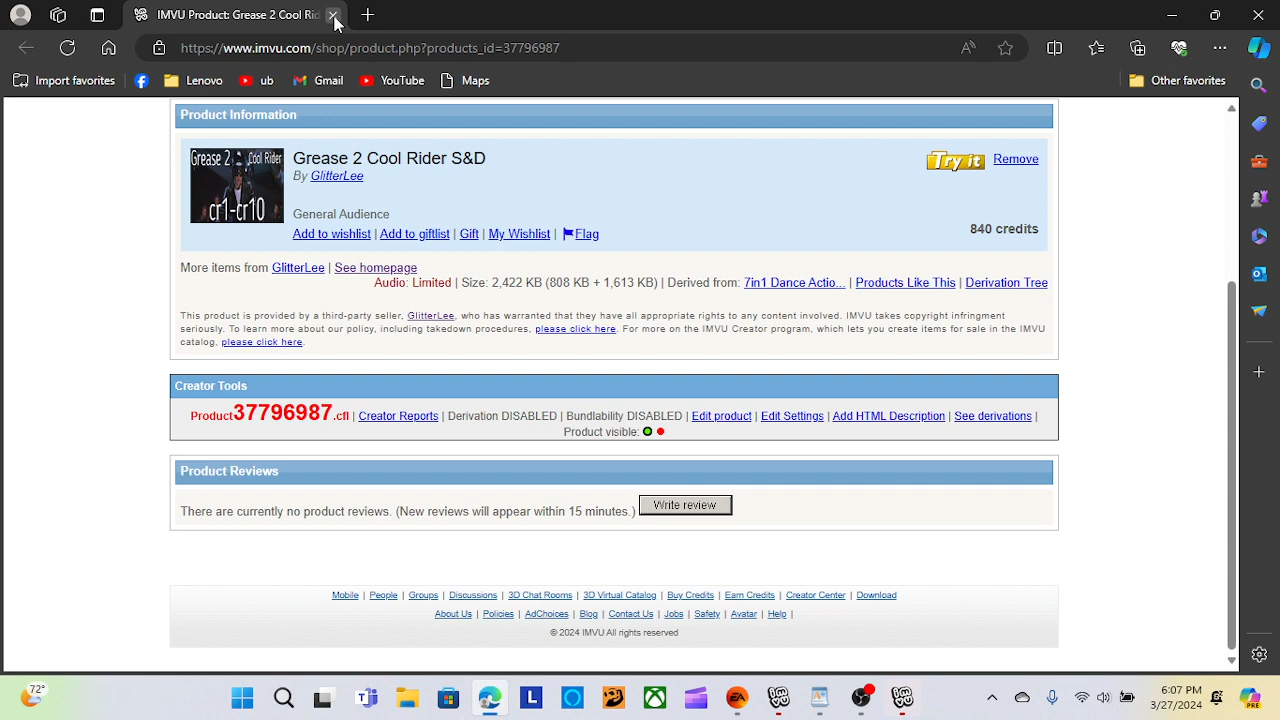 IMVU Product: Grease 2 Cool Rid
https://www.imvu.com/shop/product.php?products_id=37796987
Import favorites
Lenovo
ub
Gmail
YouTube
Maps
Other favorites
Product Information
Grease 2 Cool Rider
cr1-cr10
Grease 2 Cool Rider S&D
Try it
Remove
By GlitterLee
General Audience
840 credits
Add to wishlist | Add to giftlist | Gift | My Wishlist | Flag
More items from GlitterLee | See homepage
Audio: Limited | Size: 2,422 KB (808 KB + 1,613 KB) | Derived from: 7in1 Dance Actio... | Products Like This | Derivation Tree
This product is provided by a third-party seller, GlitterLee, who has warranted that they have all appropriate rights to any content involved. IMVU takes copyright infringment
seriously. To learn more about our policy, including takedown procedures, please click here. For more on the IMVU Creator program, which lets you create items for sale in the IMVU
catalog, please click here.
Creator Tools
Product37796987.cfl | Creator Reports | Derivation DISABLED | Bundlability DISABLED | Edit product | Edit Settings | Add HTML Description | See derivations |
Product visible:
Product Reviews
There are currently no product reviews. (New reviews will appear within 15 minutes.) Write review
Mobile | People | Groups | Discussions | 3D Chat Rooms | 3D Virtual Catalog | Buy Credits | Earn Credits | Creator Center | Download
About Us | Policies | AdChoices | Blog | Contact Us | Jobs | Safety | Avatar | Help |
© 2024 IMVU All rights reserved
72°
6:07 PM
3/27/2024
PRE